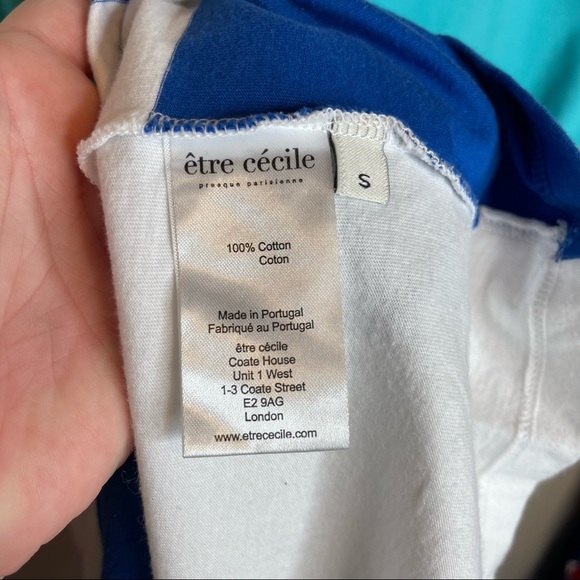 être cécile
presque parisienne
S
100% Cotton
Coton
Made in Portugal
Fabriqué au Portugal
être cécile
Coate House
Unit 1 West
1-3 Coate Street
E2 9AG
London
www.etrececile.com